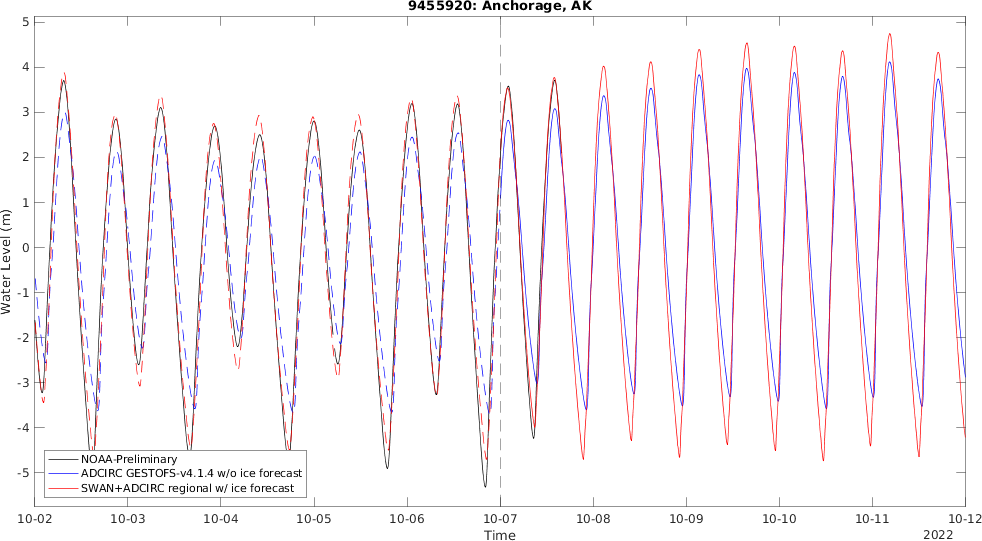 9455920: Anchorage, AK
5
4
3
2
1
0
-1
-2
-3
-4
-5
Water Level (m)
NOAA-Preliminary
ADCIRC GESTOFS-v4.1.4 w/o ice forecast
SWAN+ADCIRC regional w/ ice forecast
10-02 10-03 10-04 10-05 10-06 10-07 10-08 10-09 10-10 10-11 10-12
Time
2022